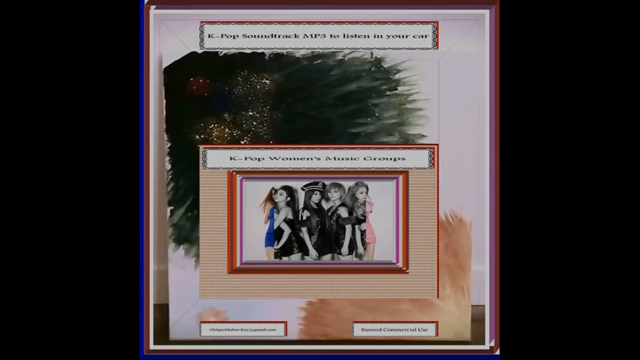 K-Pop Soundtrack MP3 to listen in your car
K-Pop Women's Music Groups
Banned Commercial Use